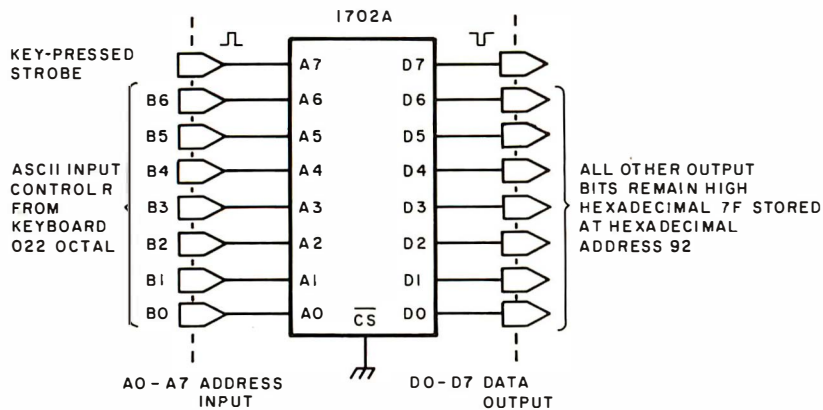 1702A
KEY-PRESSED
STROBE
A7
D7
B6
A6
D6
B5
A5
D5
B4
A4
D4
B3
A3
D3
B2
A2
D2
B1
A1
D1
B0
A0
CS
D0
ASCII INPUT
CONTROL R
FROM
KEYBOARD
022 OCTAL
ALL OTHER OUTPUT
BITS REMAIN HIGH
HEXADECIMAL 7F STORED
AT HEXADECIMAL
ADDRESS 92
A0-A7 ADDRESS
INPUT
D0-D7 DATA
OUTPUT